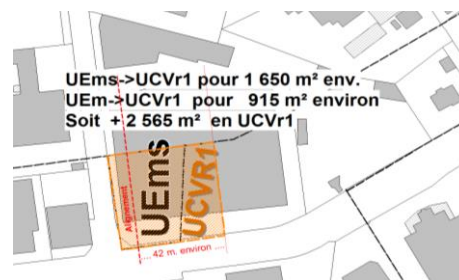 UEms->UCVr1 pour 1 650 m² env.
UEm->UCVr1 pour 915 m² environ
Soit + 2 565 m² en UCVr1
Alignement
UEms
UCVR1
42 m. environ